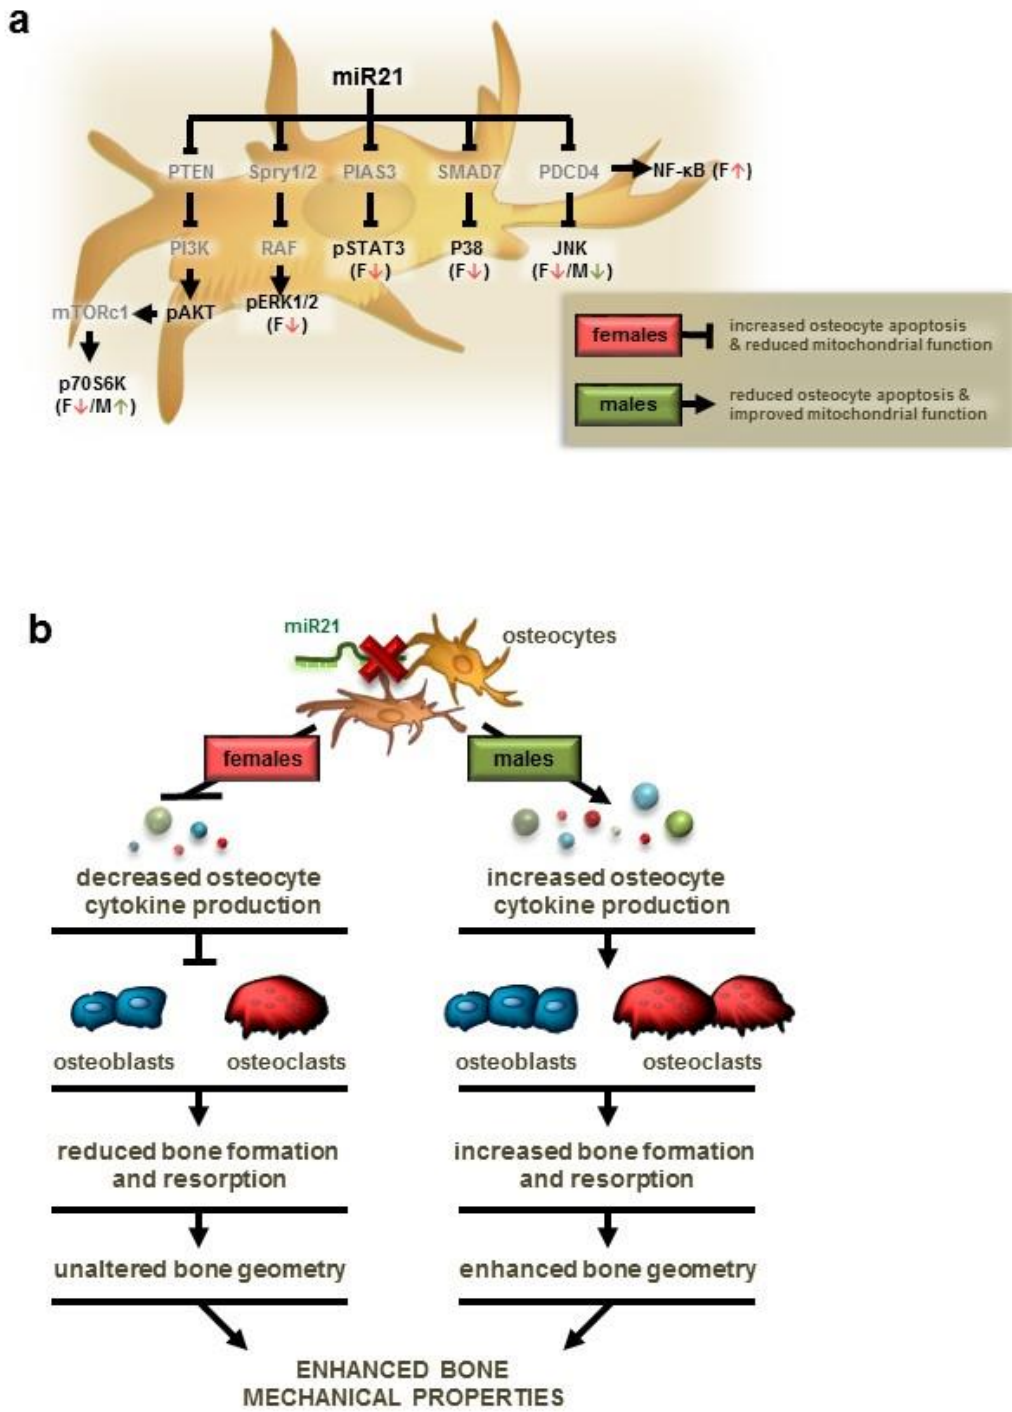 a
miR21
PTEN Spry1/2 PIAS3 SMAD7 PDCD4 NF-κB (F↑)
PI3K RAF pSTAT3 P38 JNK
(F↓) (F↓) (F↓/M↓)
mTORc1 pAKT pERK1/2
(F↓)
p70S6K
(F↓/M↑)
females
increased osteocyte apoptosis
& reduced mitochondrial function
males
reduced osteocyte apoptosis &
improved mitochondrial function
b
miR21
osteocytes
females males
decreased osteocyte
cytokine production
increased osteocyte
cytokine production
osteoblasts osteoclasts
osteoblasts osteoclasts
reduced bone formation
and resorption
increased bone formation
and resorption
unaltered bone geometry
enhanced bone geometry
ENHANCED BONE
MECHANICAL PROPERTIES